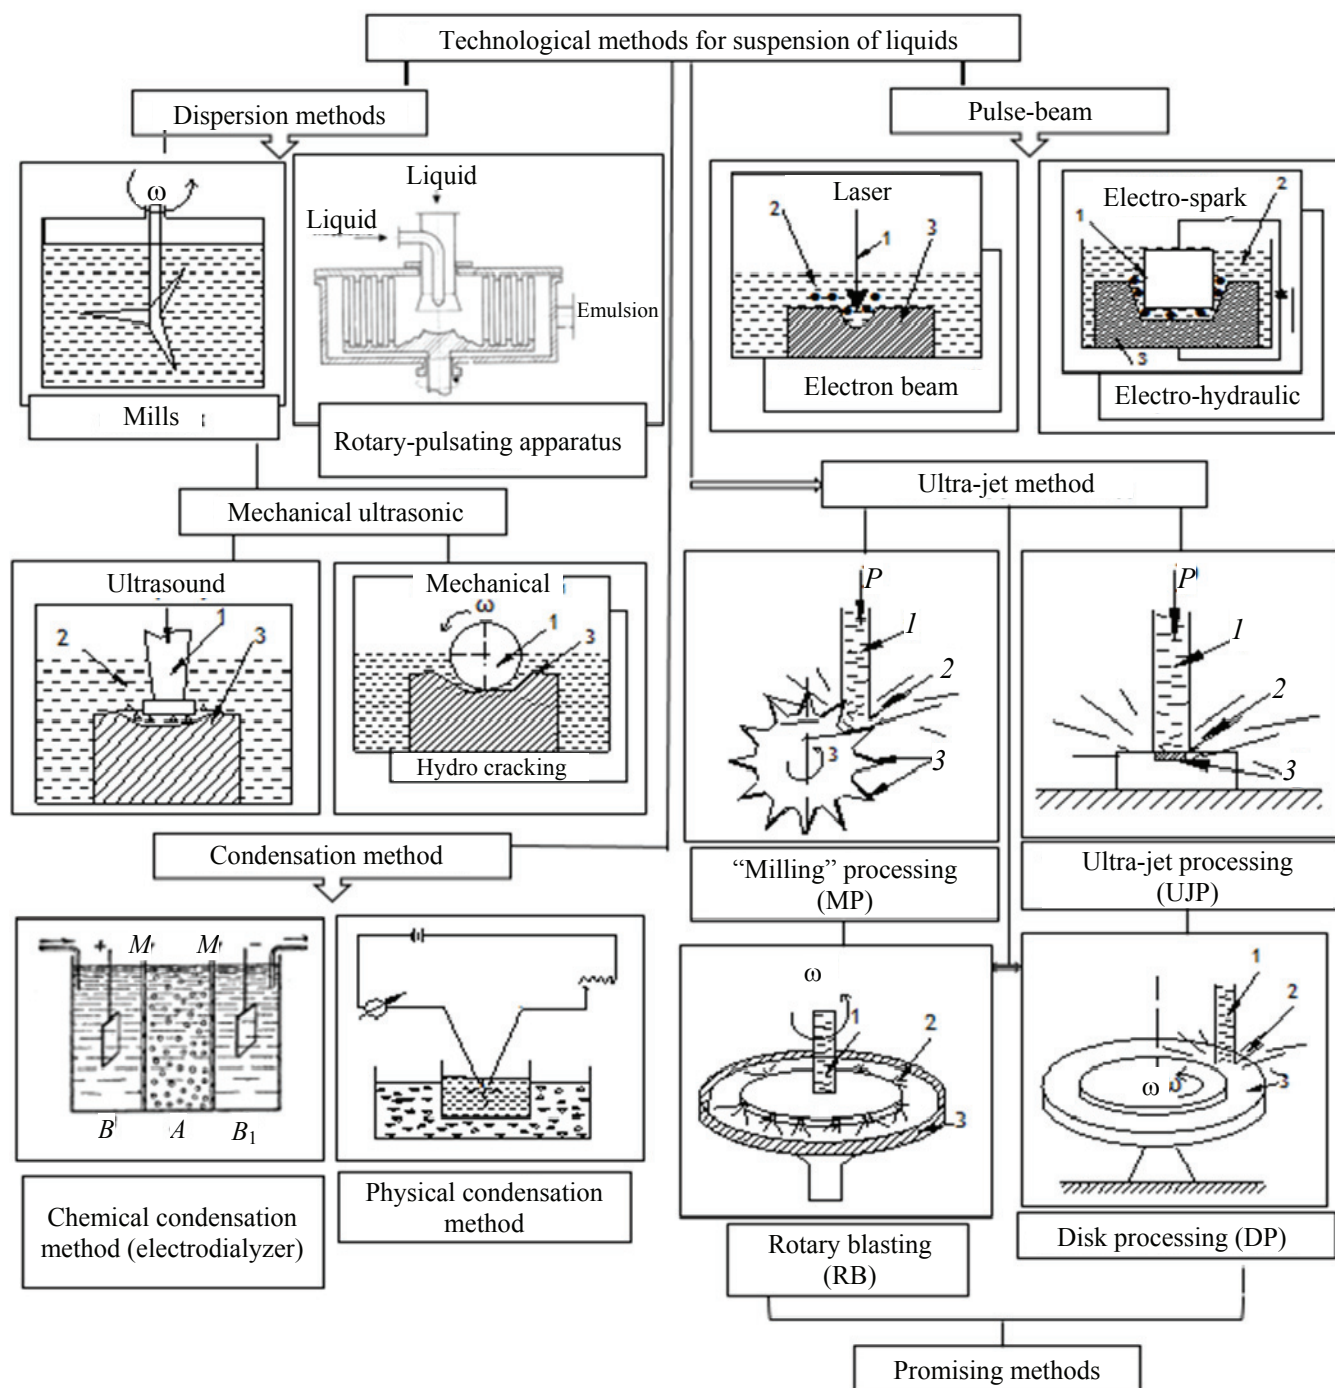 Technological methods for suspension of liquids
Dispersion methods
Pulse-beam
ω
Liquid
Liquid
Emulsion
Mills
Rotary-pulsating apparatus
Laser
2
1
3
Electron beam
Electro-spark
1
2
3
Electro-hydraulic
Mechanical ultrasonic
Ultra-jet method
Ultrasound
1
2
3
Mechanical
ω
1
3
Hydro cracking
P
1
2
3
3
“Milling” processing
(MP)
P
1
2
3
Ultra-jet processing
(UJP)
Condensation method
+
M
M
−
B
A
B1
Chemical condensation
method (electrodialyzer)
Physical condensation
method
ω
1
2
3
Rotary blasting
(RB)
1
2
3
ω
Disk processing (DP)
Promising methods